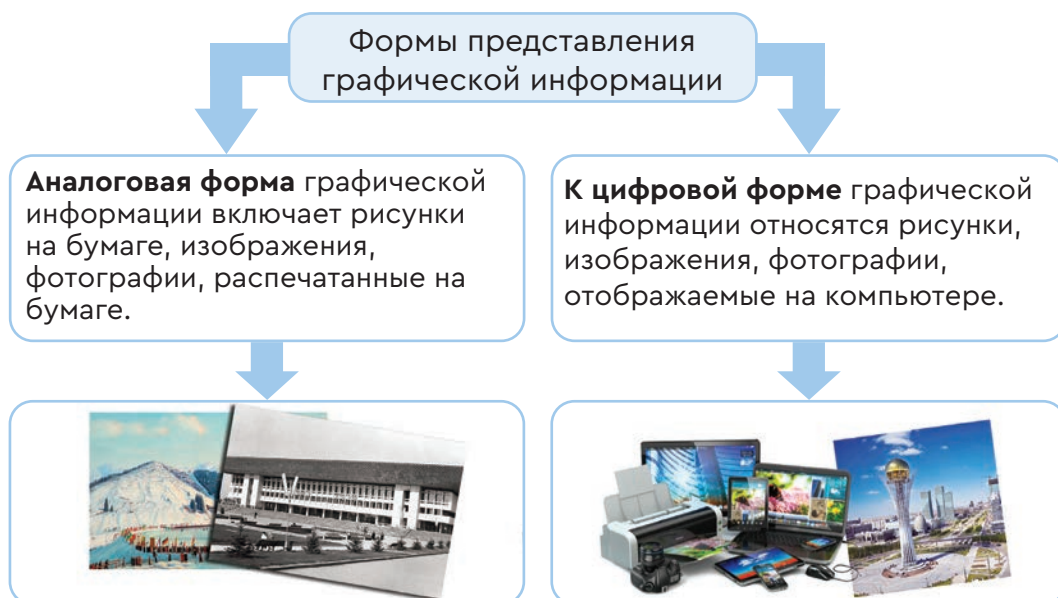 Формы представления
графической информации
Аналоговая форма графической
информации включает рисунки
на бумаге, изображения,
фотографии, распечатанные на
бумаге.
К цифровой форме графической
информации относятся рисунки,
изображения, фотографии,
отображаемые на компьютере.